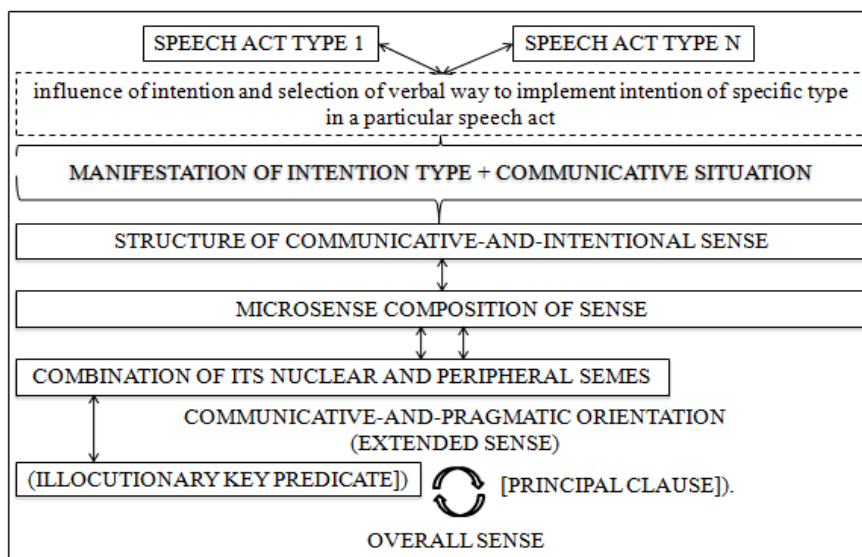 SPEECH ACT TYPE 1
SPEECH ACT TYPE N
influence of intention and selection of verbal way to implement intention of specific type
in a particular speech act
MANIFESTATION OF INTENTION TYPE + COMMUNICATIVE SITUATION
STRUCTURE OF COMMUNICATIVE-AND-INTENTIONAL SENSE
MICROSENSE COMPOSITION OF SENSE
COMBINATION OF ITS NUCLEAR AND PERIPHERAL SEMES
COMMUNICATIVE-AND-PRAGMATIC ORIENTATION
(EXTENDED SENSE)
(ILLOCUTIONARY KEY PREDICATE])
[PRINCIPAL CLAUSE]).
OVERALL SENSE